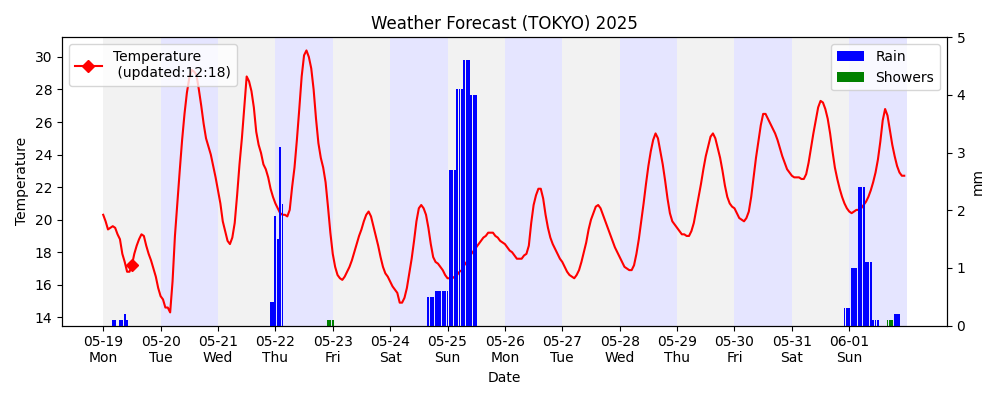 Weather Forecast (TOKYO) 2025
Temperature
(updated:12:18)
Rain
Showers
Temperature
30
28
26
24
22
20
18
16
14
5
4
3
2
1
0
mm
05-19 05-20 05-21 05-22 05-23 05-24 05-25 05-26 05-27 05-28 05-29 05-30 05-31 06-01
Mon Tue Wed Thu Fri Sat Sun Mon Tue Wed Thu Fri Sat Sun
Date